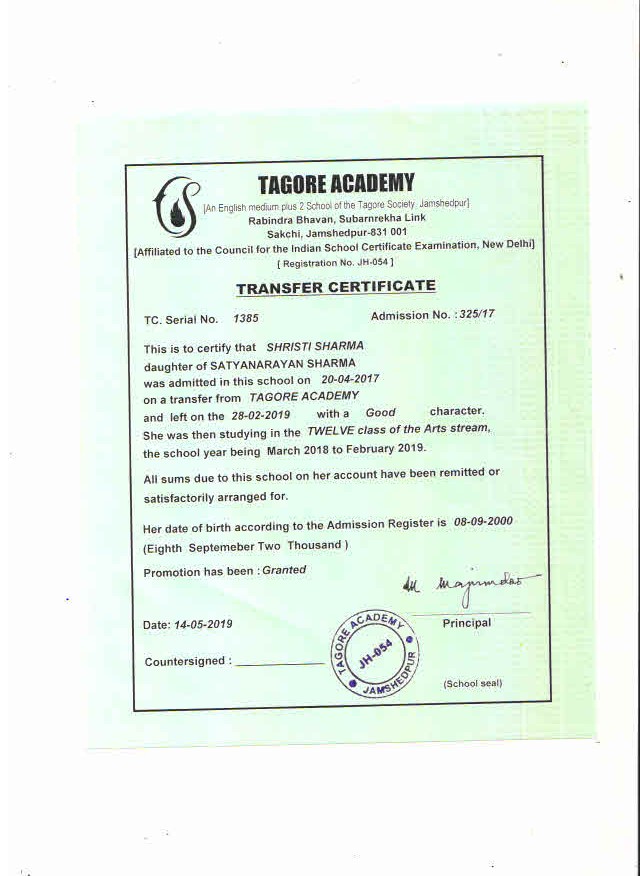 TAGORE ACADEMY
[An English medium plus 2 School of the Tagore Society, Jamshedpur]
Rabindra Bhavan, Subarnrekha Link
Sakchi, Jamshedpur-831 001
[Affiliated to the Council for the Indian School Certificate Examination, New Delhi]
[ Registration No. JH-054 ]
TRANSFER CERTIFICATE
TC. Serial No. 1385 Admission No. : 325/17
This is to certify that SHRISTI SHARMA
daughter of SATYANARAYAN SHARMA
was admitted in this school on 20-04-2017
on a transfer from TAGORE ACADEMY
and left on the 28-02-2019 with a Good character.
She was then studying in the TWELVE class of the Arts stream,
the school year being March 2018 to February 2019.
All sums due to this school on her account have been remitted or
satisfactorily arranged for.
Her date of birth according to the Admission Register is 08-09-2000
(Eighth Septemeber Two Thousand )
Promotion has been : Granted
Date: 14-05-2019
Principal
Countersigned :
TAGORE ACADEMY
JH-054
JAMSHEDPUR
(School seal)